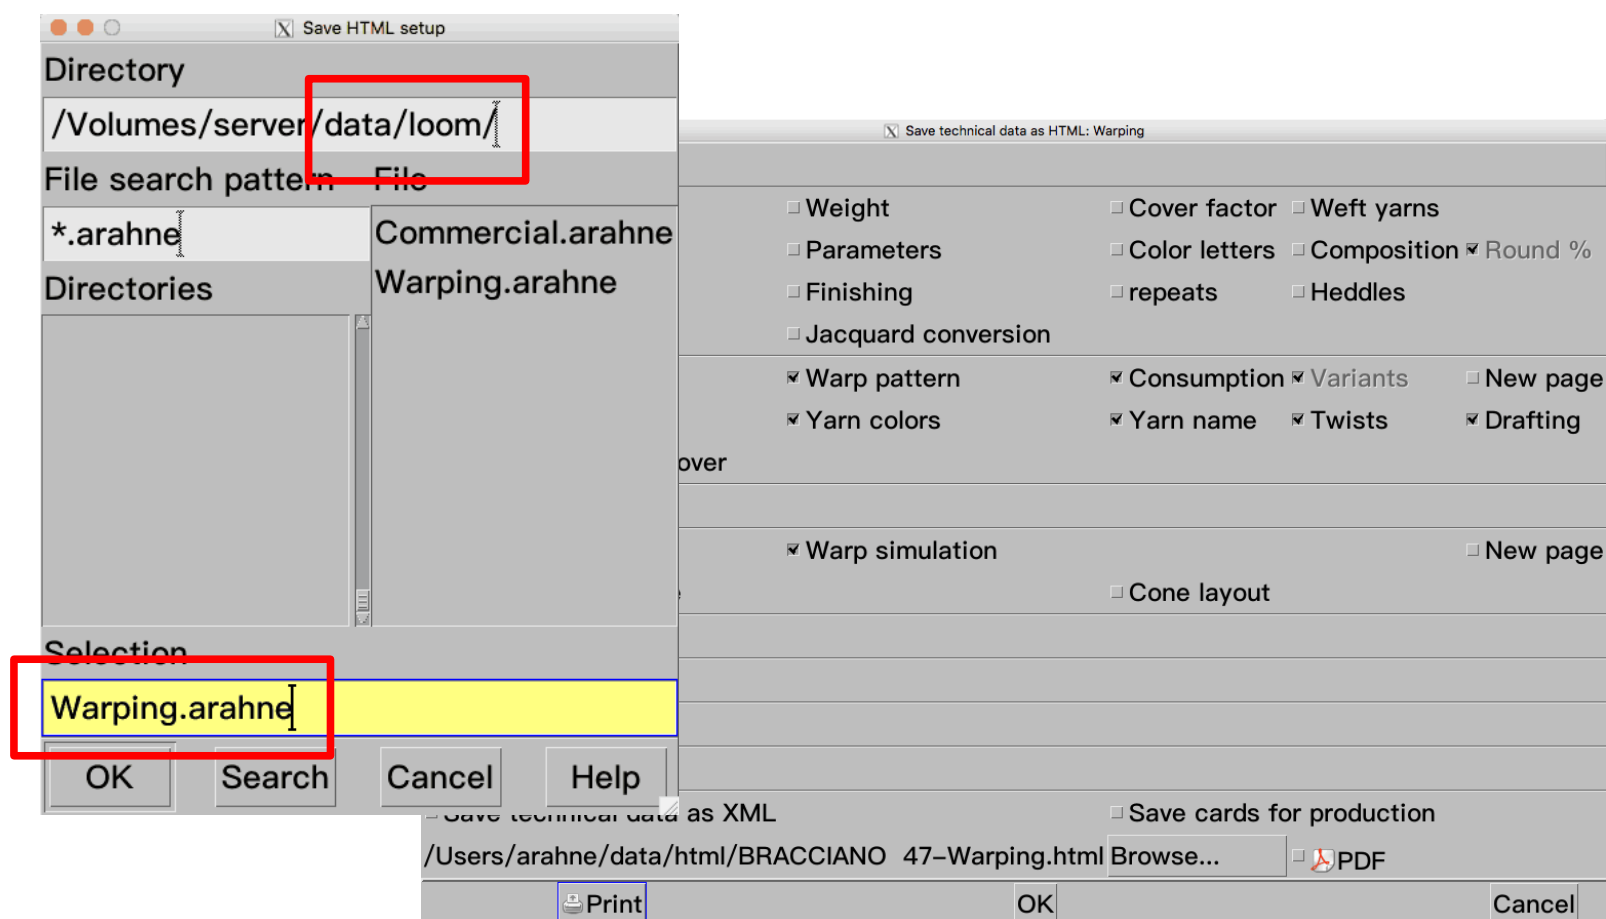 Save HTML setup
Directory
/Volumes/server/data/loom/
File search pattern File
*.arahne
Commercial.arahne
Warping.arahne
Directories
Selection
Warping.arahne
OK Search Cancel Help
Save technical data as HTML: Warping
Weight Cover factor Weft yarns
Parameters Color letters Composition Round %
Finishing repeats Heddles
Jacquard conversion
Warp pattern Consumption Variants New page
Yarn colors Yarn name Twists Drafting
over
Warp simulation New page
Cone layout
Save technical data as XML Save cards for production
/Users/arahne/data/html/BRACCIANO 47-Warping.html Browse... PDF
Print OK Cancel